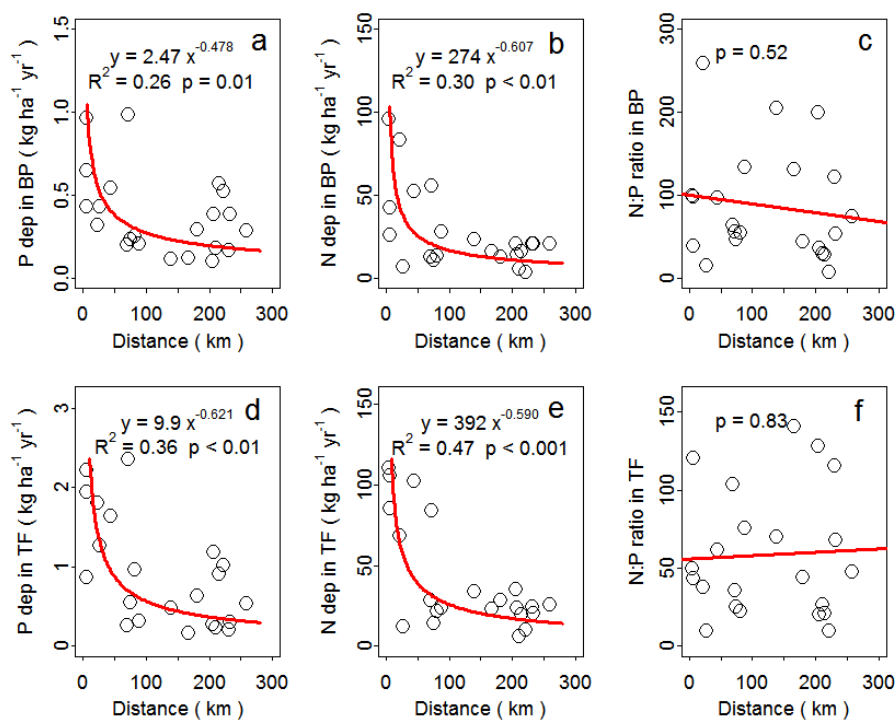 a
y = 2.47 x^-0.478
R² = 0.26 p = 0.01
P dep in BP ( kg ha⁻¹ yr⁻¹ )
0.0 0.5 1.0 1.5
0 100 200 300
Distance ( km )
b
y = 274 x^-0.607
R² = 0.30 p < 0.01
N dep in BP ( kg ha⁻¹ yr⁻¹ )
0 50 100 150
0 100 200 300
Distance ( km )
c
p = 0.52
N:P ratio in BP
0 100 200 300
0 100 200 300
Distance ( km )
d
y = 9.9 x^-0.621
R² = 0.36 p < 0.01
P dep in TF ( kg ha⁻¹ yr⁻¹ )
0 1 2 3
0 100 200 300
Distance ( km )
e
y = 392 x^-0.590
R² = 0.47 p < 0.001
N dep in TF ( kg ha⁻¹ yr⁻¹ )
0 50 100 150
0 100 200 300
Distance ( km )
f
p = 0.83
N:P ratio in TF
0 50 100 150
0 100 200 300
Distance ( km )